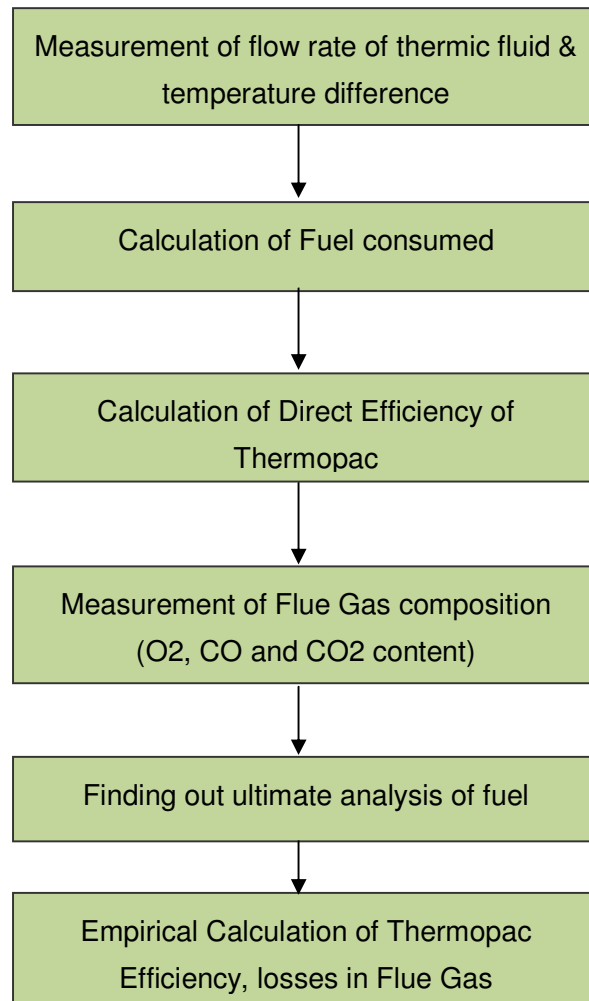 Measurement of flow rate of thermic fluid &
temperature difference
Calculation of Fuel consumed
Calculation of Direct Efficiency of
Thermopac
Measurement of Flue Gas composition
(O2, CO and CO2 content)
Finding out ultimate analysis of fuel
Empirical Calculation of Thermopac
Efficiency, losses in Flue Gas